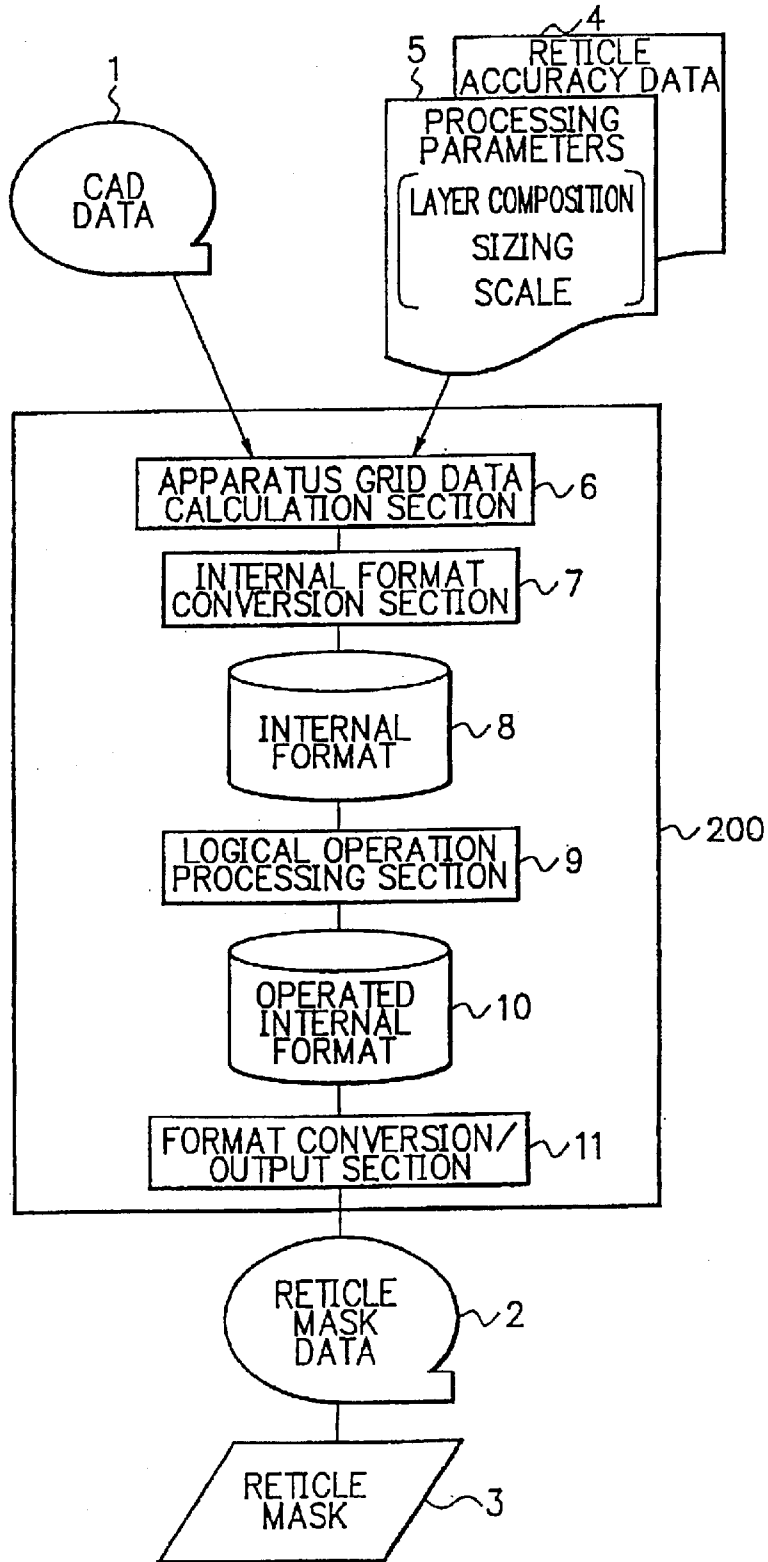 1
CAD
DATA
4
RETICLE
ACCURACY DATA
5
PROCESSING
PARAMETERS
LAYER COMPOSITION
SIZING
SCALE
APPARATUS GRID DATA
CALCULATION SECTION
6
INTERNAL FORMAT
CONVERSION SECTION
7
INTERNAL
FORMAT
8
LOGICAL OPERATION
PROCESSING SECTION
9
200
OPERATED
INTERNAL
FORMAT
10
FORMAT CONVERSION/
OUTPUT SECTION
11
RETICLE
MASK
DATA
2
RETICLE
MASK
3